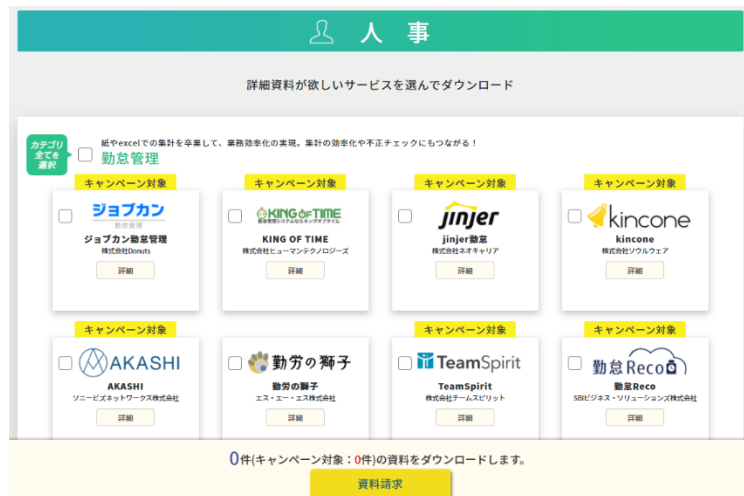 人 事
詳細資料が欲しいサービスを選んでダウンロード
カテゴリ
全てを
選択
紙やexcelでの集計を卒業して、業務効率化の実現。集計の効率化や不正チェックにもつながる！
勤怠管理
キャンペーン対象
ジョブカン
勤怠管理
ジョブカン勤怠管理
株式会社Donuts
詳細
キャンペーン対象
KING OF TIME
勤怠管理システムならキングオブタイム
KING OF TIME
株式会社ヒューマンテクノロジーズ
詳細
キャンペーン対象
jinjer
jinjer勤怠
株式会社ネオキャリア
詳細
キャンペーン対象
kincone
kincone
株式会社ソウルウェア
詳細
キャンペーン対象
AKASHI
AKASHI
ソニービズネットワークス株式会社
詳細
勤労の獅子
勤労の獅子
エス・エー・エス株式会社
詳細
キャンペーン対象
TeamSpirit
TeamSpirit
株式会社チームスピリット
詳細
キャンペーン対象
勤怠Reco
勤怠Reco
SBIビジネス・ソリューションズ株式会社
詳細
0件(キャンペーン対象：0件)の資料をダウンロードします。
資料請求